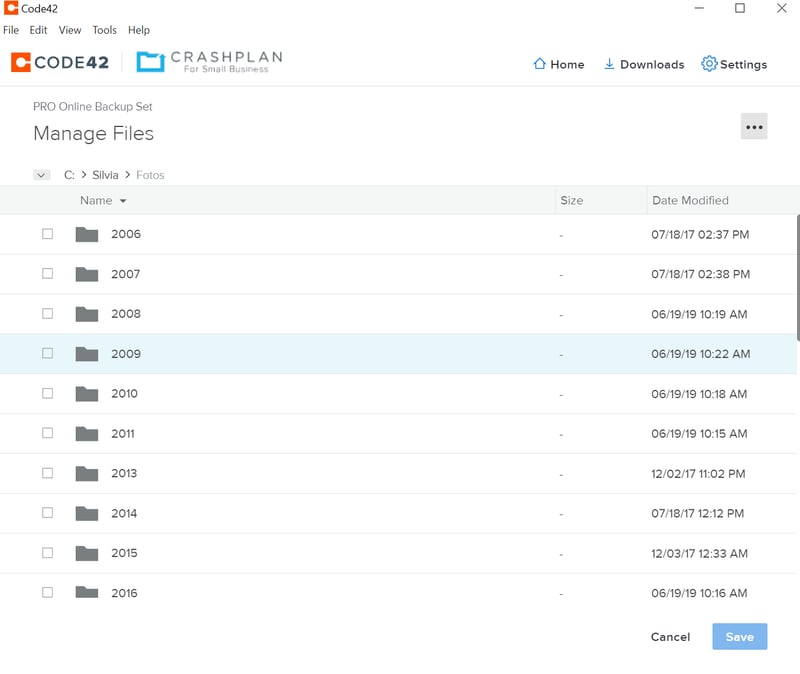 Code42
File Edit View Tools Help
CODE42 CRASHPLAN
For Small Business
Home Downloads Settings
PRO Online Backup Set
Manage Files
C: > Silvia > Fotos
Name Size Date Modified
2006 - 07/18/17 02:37 PM
2007 - 07/18/17 02:38 PM
2008 - 06/19/19 10:19 AM
2009 - 06/19/19 10:22 AM
2010 - 06/19/19 10:18 AM
2011 - 06/19/19 10:15 AM
2013 - 12/02/17 11:02 PM
2014 - 07/18/17 12:12 PM
2015 - 12/03/17 12:33 AM
2016 - 06/19/19 10:16 AM
Cancel Save